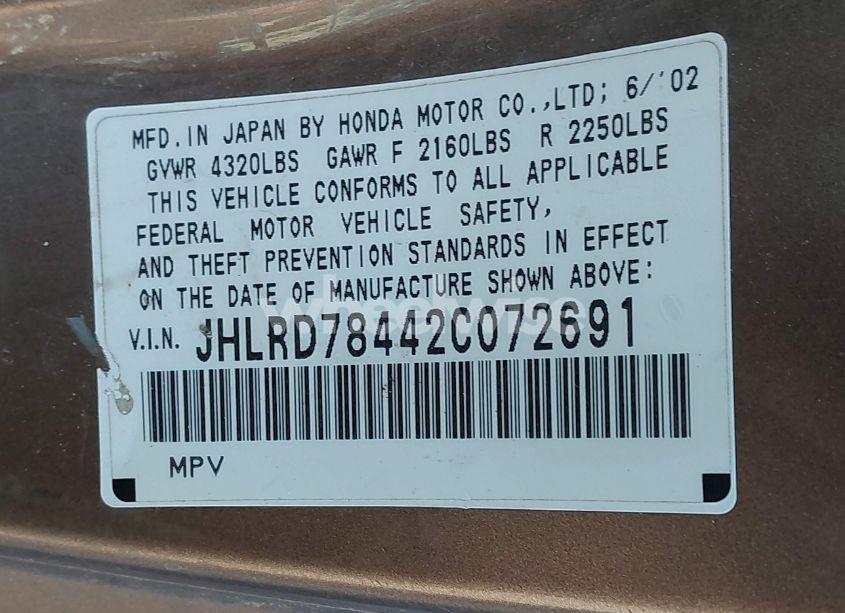 MFD. IN JAPAN BY HONDA MOTOR CO.,LTD; 6/'02
GVWR 4320LBS GAWR F 2160LBS R 2250LBS
THIS VEHICLE CONFORMS TO ALL APPLICABLE
FEDERAL MOTOR VEHICLE SAFETY,
AND THEFT PREVENTION STANDARDS IN EFFECT
ON THE DATE OF MANUFACTURE SHOWN ABOVE:
wheelwise
V.I.N. JHLRD78442C072691
MPV